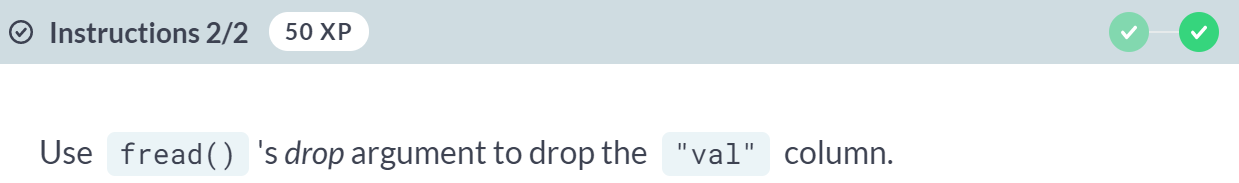 Instructions 2/2 50 XP
Use fread() 's drop argument to drop the "val" column.